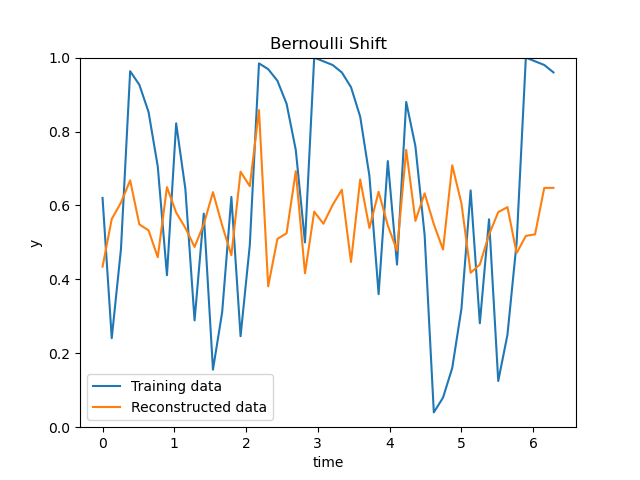 Bernoulli Shift
1.0
0.8
0.6
0.4
0.2
0.0
y
Training data
Reconstructed data
0 1 2 3 4 5 6
time